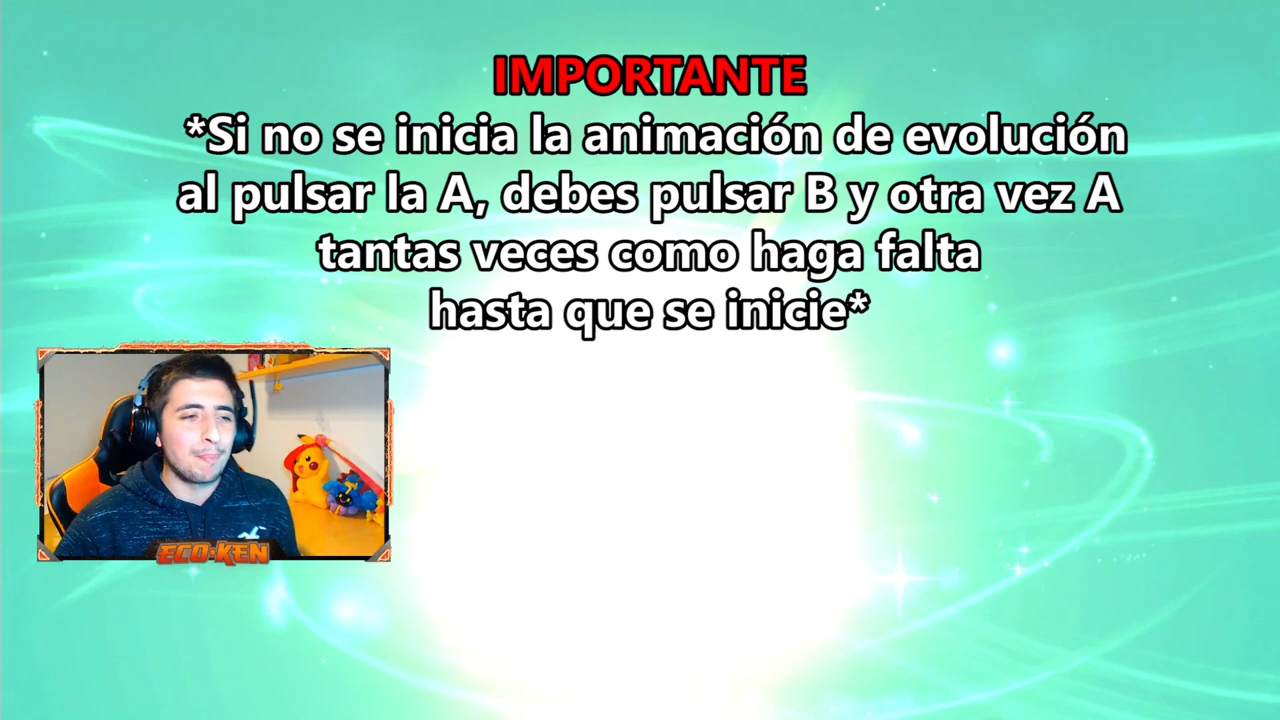 IMPORTANTE
*Si no se inicia la animación de evolución
al pulsar la A, debes pulsar B y otra vez A
tantas veces como haga falta
hasta que se inicie*
ECO·KEN